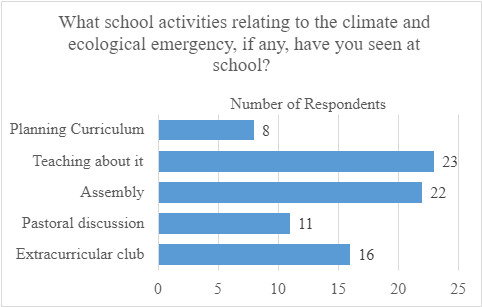 What school activities relating to the climate and
ecological emergency, if any, have you seen at
school?
Number of Respondents
Planning Curriculum 8
Teaching about it 23
Assembly 22
Pastoral discussion 11
Extracurricular club 16
0 5 10 15 20 25